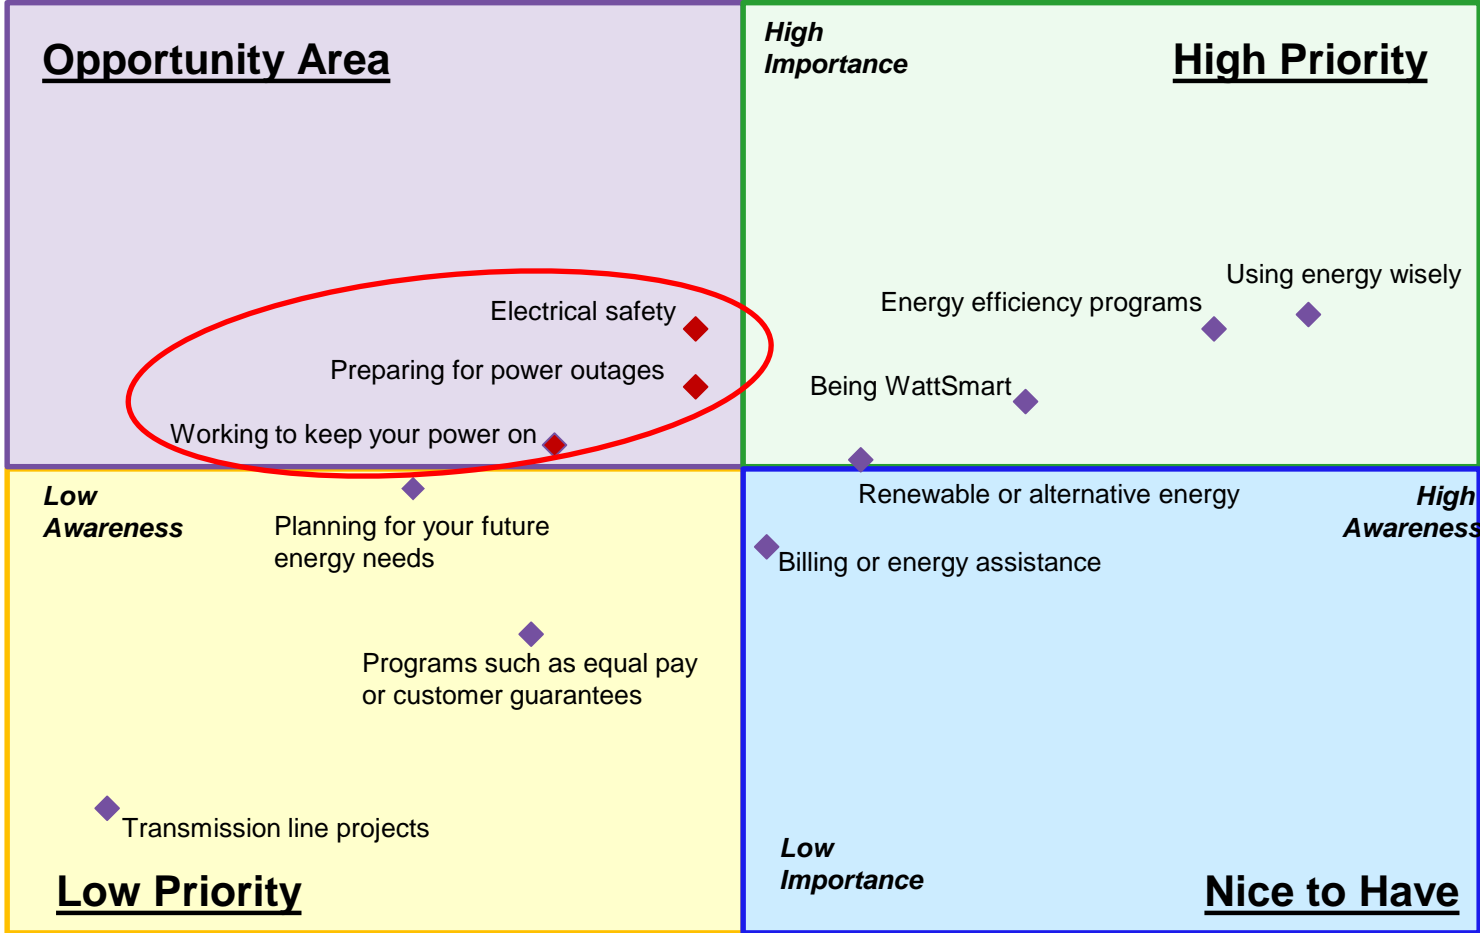 Opportunity Area
High
Importance
High Priority
Using energy wisely
Energy efficiency programs
Electrical safety
Preparing for power outages
Being WattSmart
Working to keep your power on
Low
Awareness
Renewable or alternative energy
High
Awareness
Planning for your future
energy needs
Billing or energy assistance
Programs such as equal pay
or customer guarantees
Transmission line projects
Low
Importance
Low Priority
Nice to Have